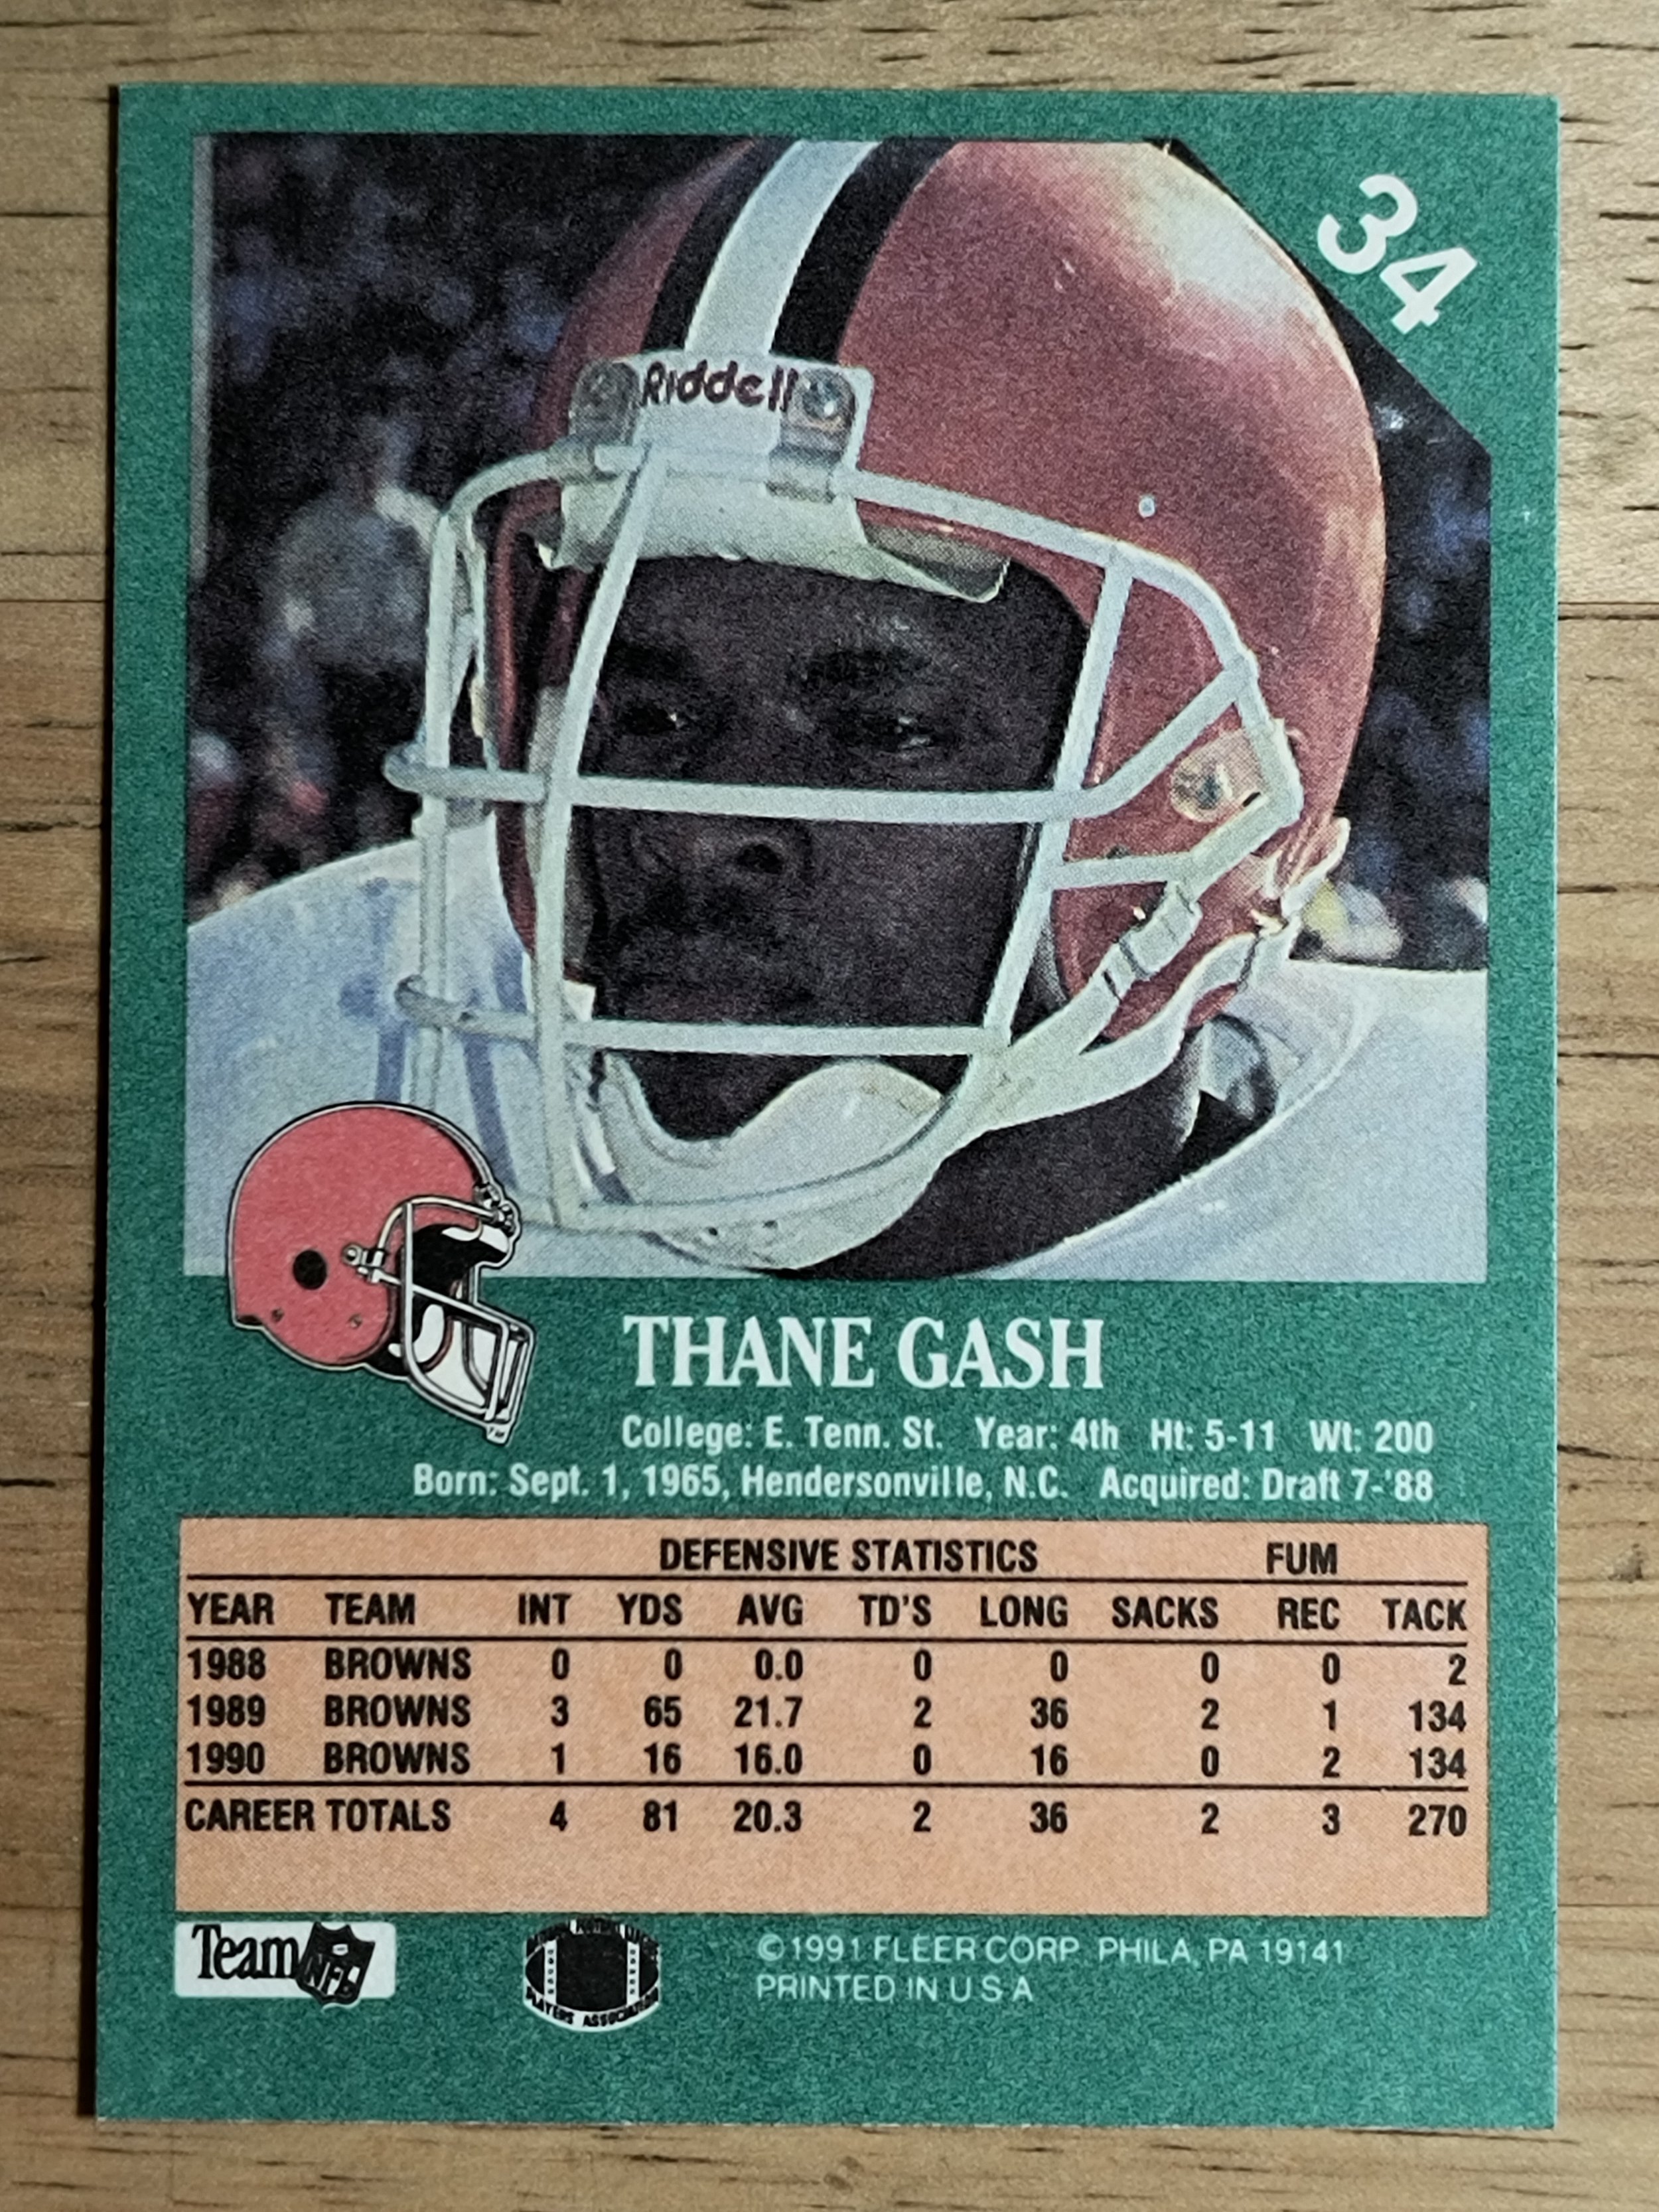 34
Riddell
THANE GASH
College: E. Tenn. St. Year: 4th Ht: 5-11 Wt: 200
Born: Sept. 1, 1965, Hendersonville, N.C. Acquired: Draft 7-'88
DEFENSIVE STATISTICS FUM
YEAR TEAM INT YDS AVG TD'S LONG SACKS REC TACK
1988 BROWNS 0 0 0.0 0 0 0 0 2
1989 BROWNS 3 65 21.7 2 36 2 1 134
1990 BROWNS 1 16 16.0 0 16 0 2 134
CAREER TOTALS 4 81 20.3 2 36 2 3 270
Team NFL
PLAYERS ASSOCIATION
©1991 FLEER CORP PHILA, PA 19141
PRINTED IN U S A